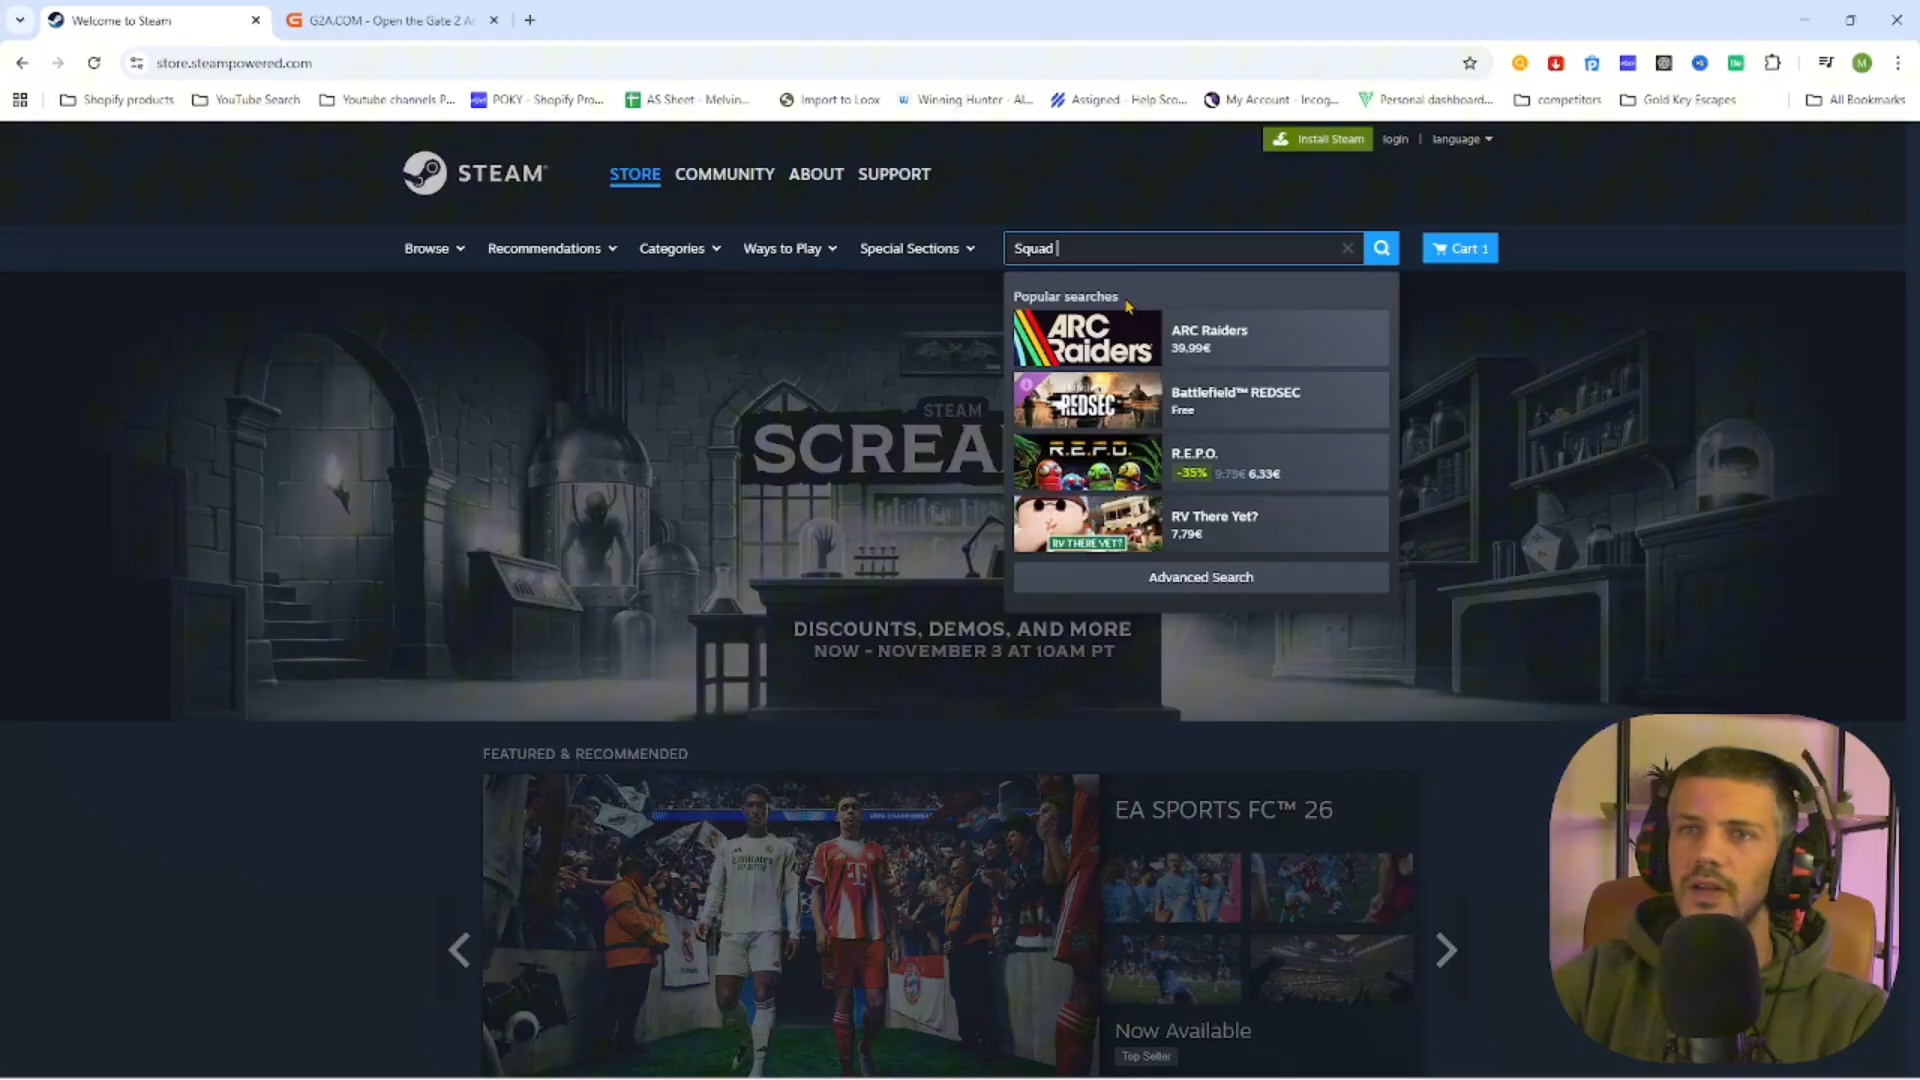 Welcome to Steam
G2A.COM - Open the Gate 2 A
store.steampowered.com
Shopify products
YouTube Search
Youtube channels P...
POKY - Shopify Pro...
AS Sheet - Melvin...
Import to Loox
Winning Hunter - AI...
Assigned - Help Sco...
My Account - Incog...
Personal dashboard...
competitors
Gold Key Escapes
All Bookmarks
Install Steam
login
language
STEAM
STORE
COMMUNITY
ABOUT
SUPPORT
Browse
Recommendations
Categories
Ways to Play
Special Sections
Squad
Cart 1
Popular searches
ARC Raiders
ARC Raiders
39,99€
REDSEC
Battlefield™ REDSEC
Free
R.E.P.O.
R.E.P.O.
-35% 9,75€ 6,33€
RV THERE YET?
RV There Yet?
7,79€
Advanced Search
STEAM
SCREA
DISCOUNTS, DEMOS, AND MORE
NOW - NOVEMBER 3 AT 10AM PT
FEATURED & RECOMMENDED
EA SPORTS FC™ 26
Now Available
Top Seller